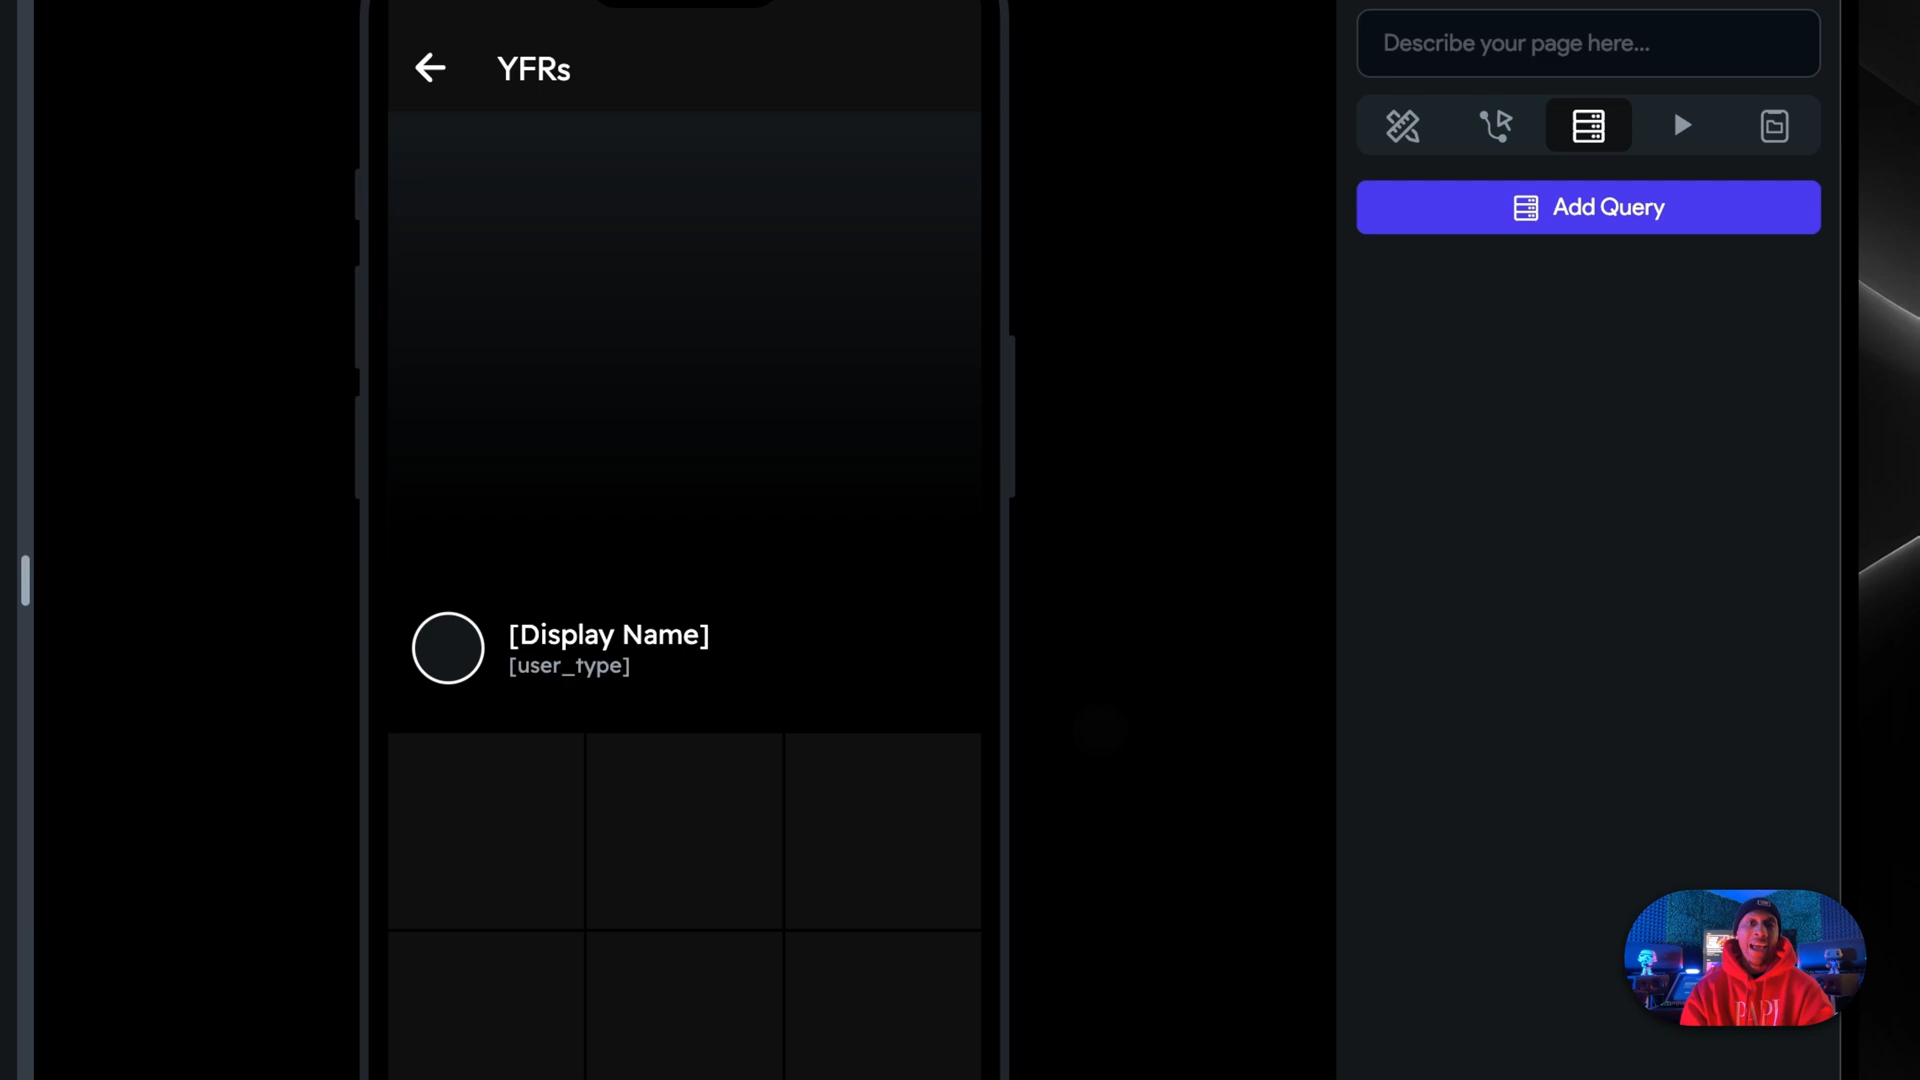 YFRs
[Display Name]
[user_type]
Describe your page here...
Add Query